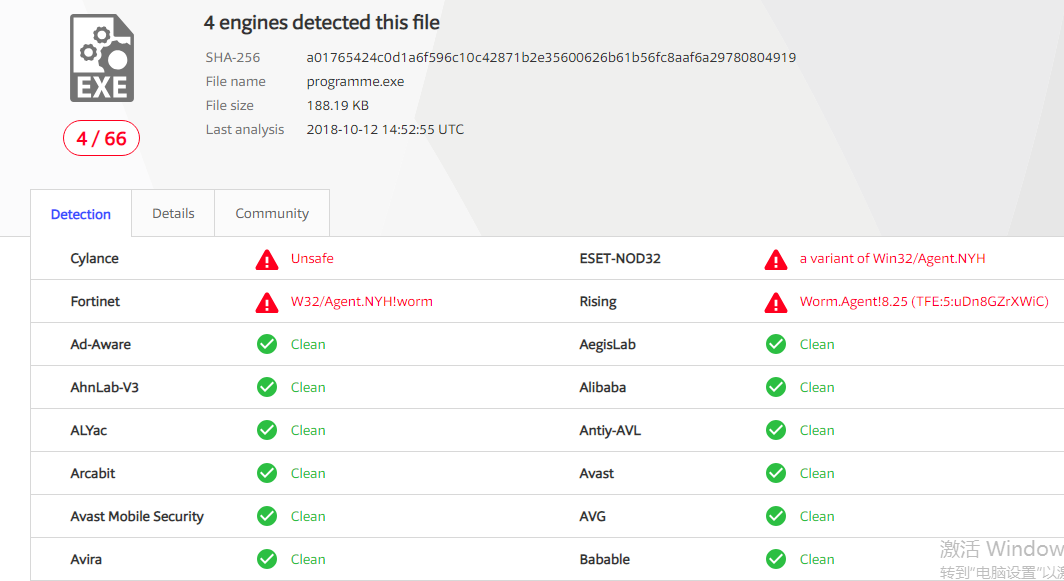 4 engines detected this file
SHA-256 a01765424c0d1a6f596c10c42871b2e35600626b61b56fc8aaf6a29780804919
File name programme.exe
File size 188.19 KB
Last analysis 2018-10-12 14:52:55 UTC
EXE
4 / 66
Detection Details Community
Cylance Unsafe ESET-NOD32 a variant of Win32/Agent.NYH
Fortinet W32/Agent.NYH!worm Rising Worm.Agent!8.25 (TFE:5:uDn8GZrXWiC)
Ad-Aware Clean AegisLab Clean
AhnLab-V3 Clean Alibaba Clean
ALYac Clean Antiy-AVL Clean
Arcabit Clean Avast Clean
Avast Mobile Security Clean AVG Clean
Avira Clean Babable Clean
激活 Window
转到"电脑设置"以